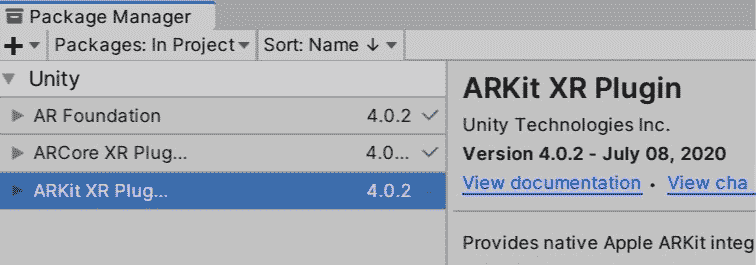 Package Manager
+ Packages: In Project Sort: Name ↓
Unity
AR Foundation 4.0.2 ✓
ARCore XR Plug... 4.0... ✓
ARKit XR Plug... 4.0.2
ARKit XR Plugin
Unity Technologies Inc.
Version 4.0.2 - July 08, 2020
View documentation • View cha
Provides native Apple ARKit integ